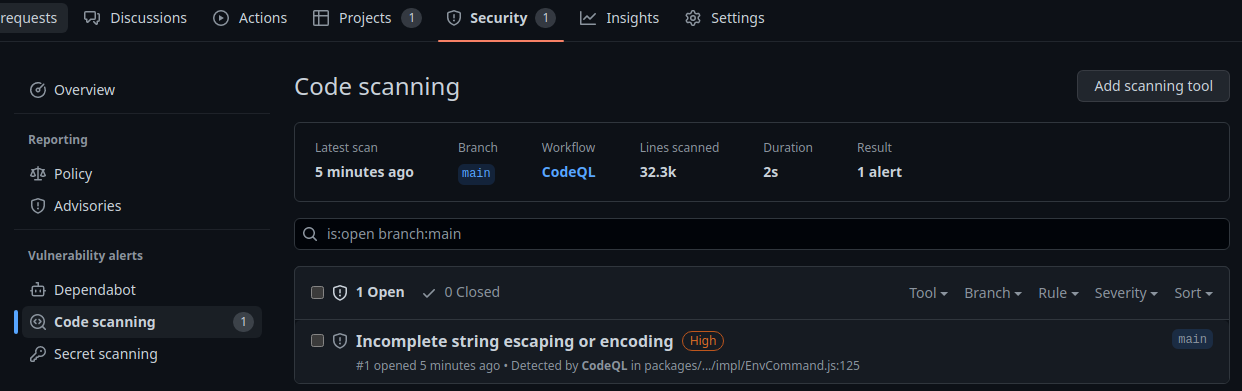 requests Discussions Actions Projects 1 Security 1 Insights Settings
Overview
Reporting
Policy
Advisories
Vulnerability alerts
Dependabot
Code scanning 1
Secret scanning
Code scanning
Add scanning tool
Latest scan Branch Workflow Lines scanned Duration Result
5 minutes ago main CodeQL 32.3k 2s 1 alert
is:open branch:main
1 Open 0 Closed Tool Branch Rule Severity Sort
Incomplete string escaping or encoding High main
#1 opened 5 minutes ago • Detected by CodeQL in packages/.../impl/EnvCommand.js:125